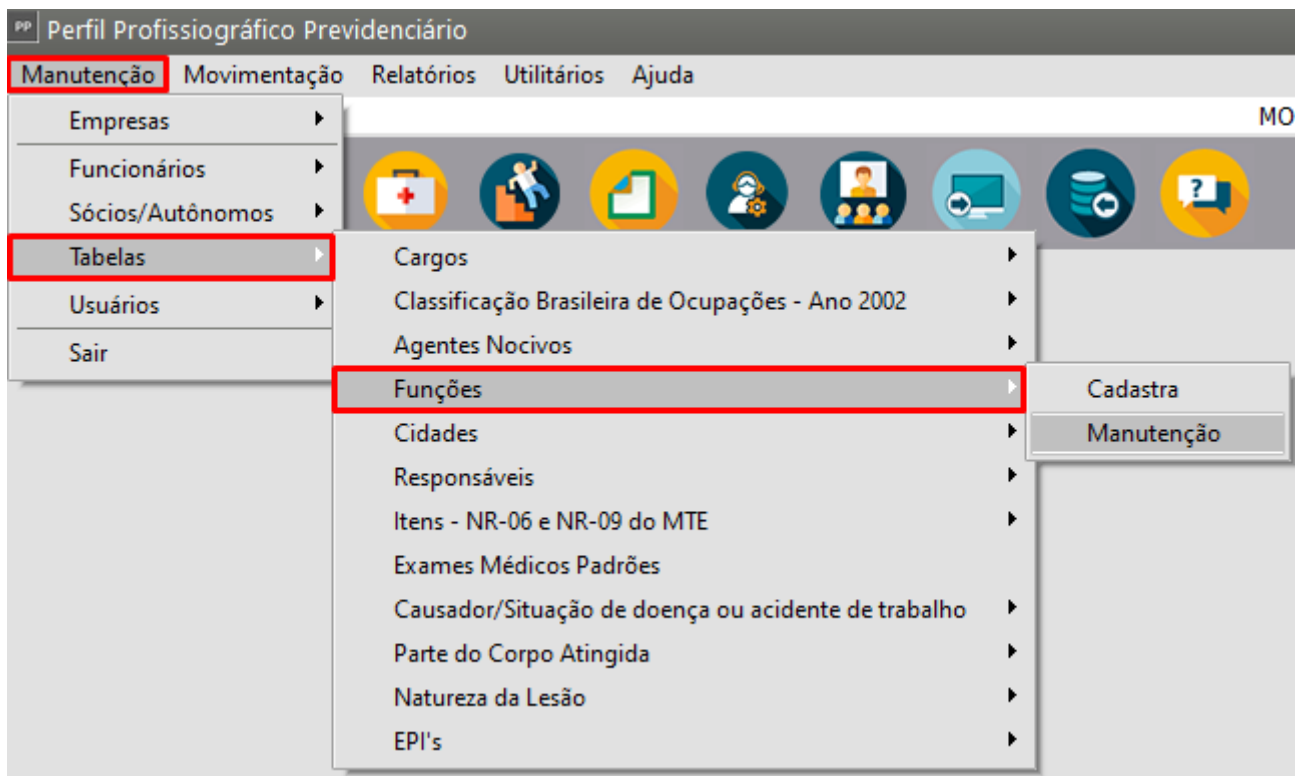 PP Perfil Profissiográfico Previdenciário
Manutenção Movimentação Relatórios Utilitários Ajuda
MO
Empresas
Funcionários
Sócios/Autônomos
Tabelas
Usuários
Sair
Cargos
Classificação Brasileira de Ocupações - Ano 2002
Agentes Nocivos
Funções
Cidades
Responsáveis
Itens - NR-06 e NR-09 do MTE
Exames Médicos Padrões
Causador/Situação de doença ou acidente de trabalho
Parte do Corpo Atingida
Natureza da Lesão
EPI's
Cadastra
Manutenção
?